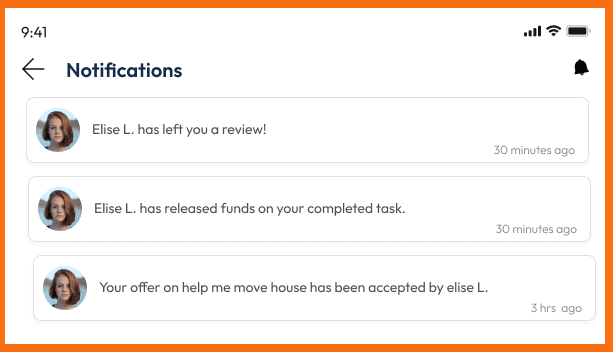 9:41
Notifications
Elise L. has left you a review!
30 minutes ago
Elise L. has released funds on your completed task.
30 minutes ago
Your offer on help me move house has been accepted by elise L.
3 hrs ago